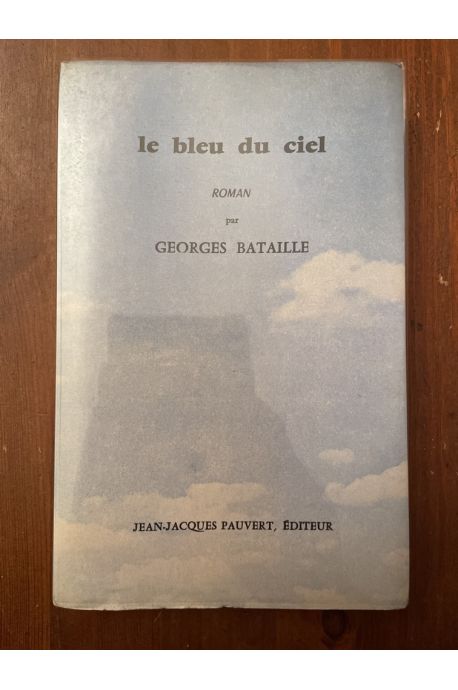 le bleu du ciel
ROMAN
par
GEORGES BATAILLE
JEAN-JACQUES PAUVERT, ÉDITEUR